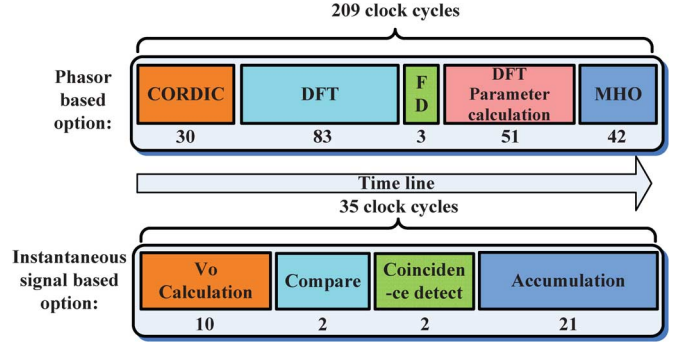 209 clock cycles
Phasor
based
option:
CORDIC
DFT
F
D
DFT
Parameter
calculation
MHO
30 83 3 51 42
Time line
35 clock cycles
Instantaneous
signal based
option:
Vo
Calculation
Compare
Coinciden
-ce detect
Accumulation
10 2 2 21